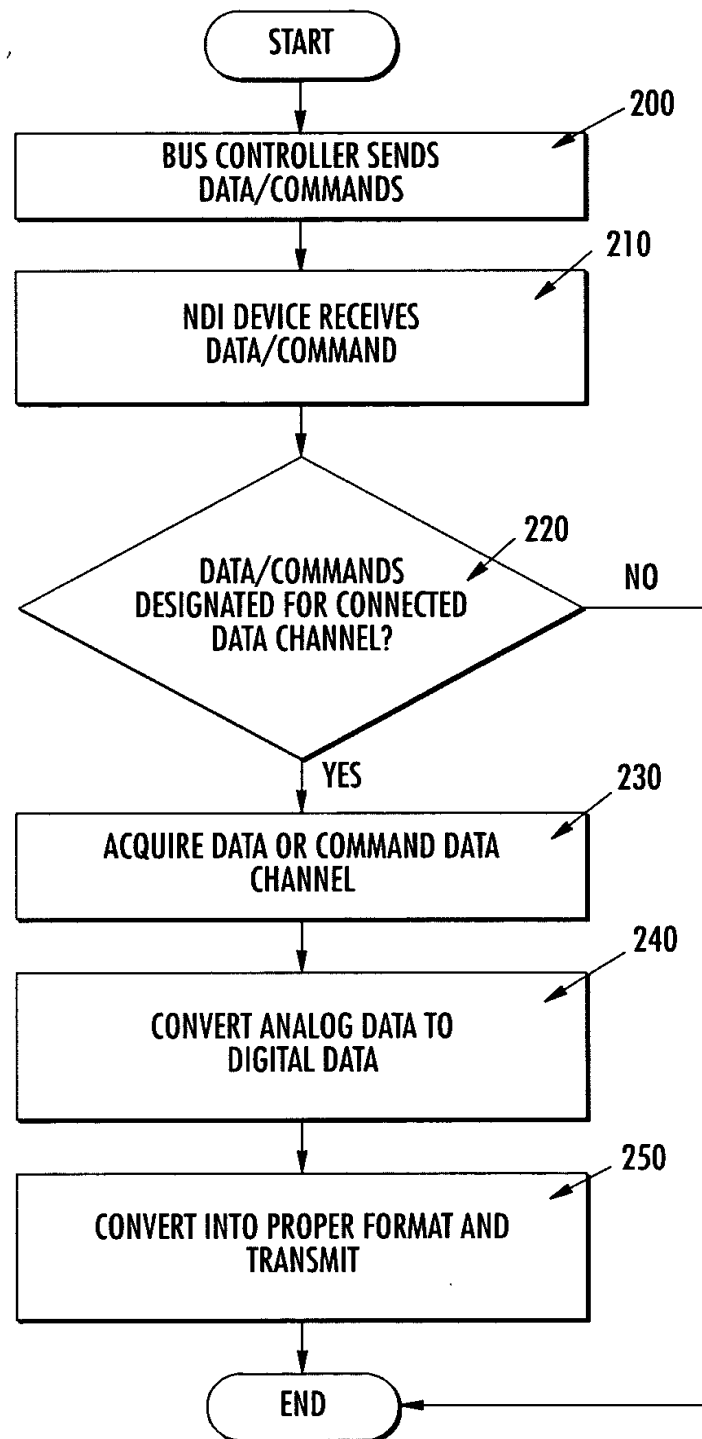 START
200
BUS CONTROLLER SENDS
DATA/COMMANDS
210
NDI DEVICE RECEIVES
DATA/COMMAND
220
DATA/COMMANDS
DESIGNATED FOR CONNECTED
DATA CHANNEL?
NO
YES
230
ACQUIRE DATA OR COMMAND DATA
CHANNEL
240
CONVERT ANALOG DATA TO
DIGITAL DATA
250
CONVERT INTO PROPER FORMAT AND
TRANSMIT
END